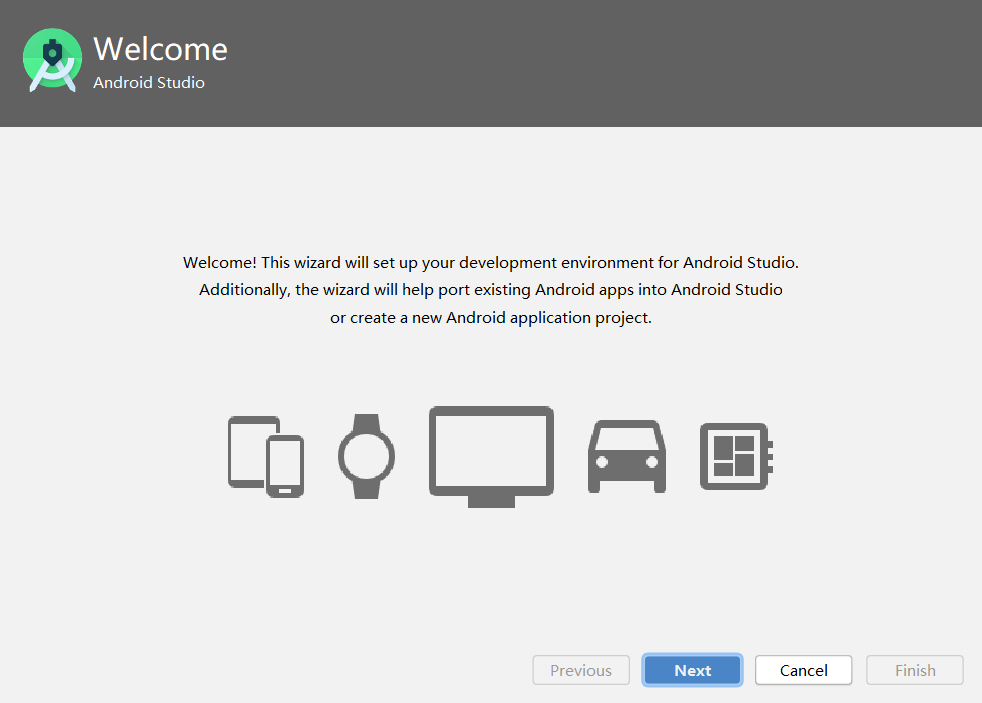 Welcome
Android Studio
Welcome! This wizard will set up your development environment for Android Studio.
Additionally, the wizard will help port existing Android apps into Android Studio
or create a new Android application project.
Previous
Next
Cancel
Finish